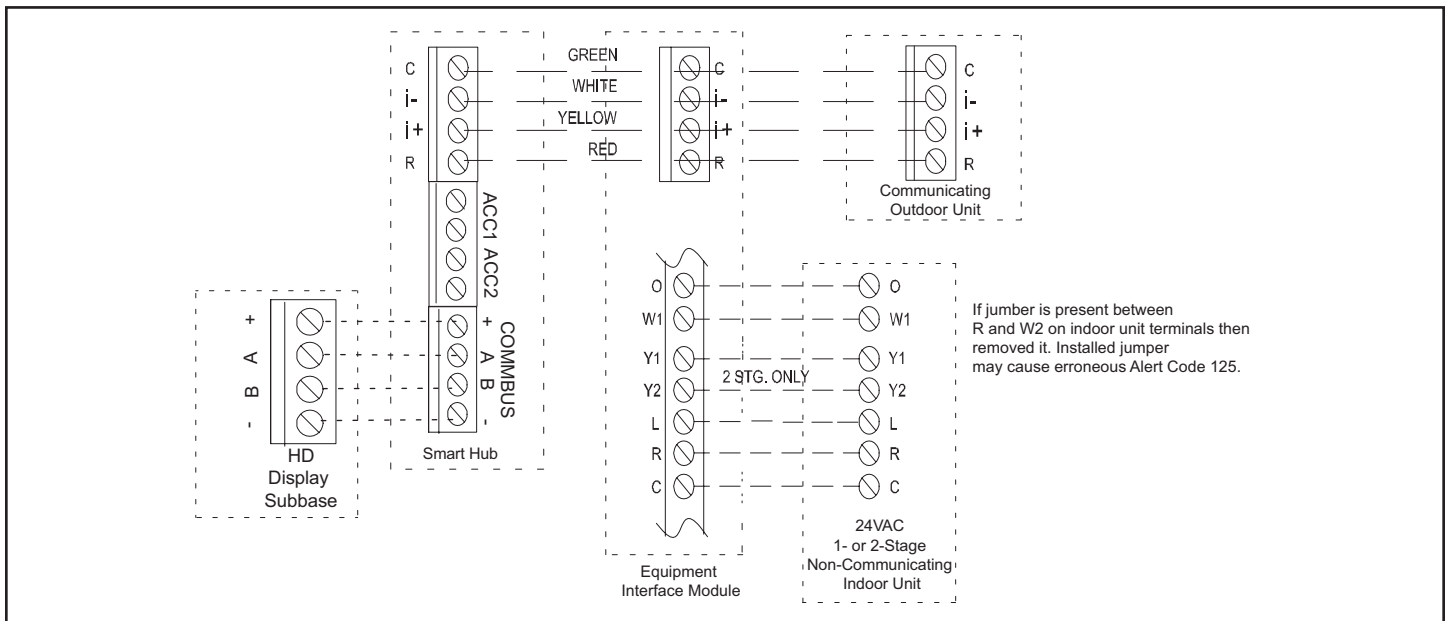 C
i-
i+
R
GREEN
WHITE
YELLOW
RED
C
i-
i+
R
C
i-
i+
R
Communicating
Outdoor Unit
ACC1 ACC2
+
A
B
-
COMMBUS
Smart Hub
+
A
B
-
HD
Display
Subbase
O
W1
Y1
Y2
L
R
C
2 STG. ONLY
Equipment
Interface Module
O
W1
Y1
Y2
L
R
C
24VAC
1- or 2-Stage
Non-Communicating
Indoor Unit
If jumber is present between
R and W2 on indoor unit terminals then
removed it. Installed jumper
may cause erroneous Alert Code 125.